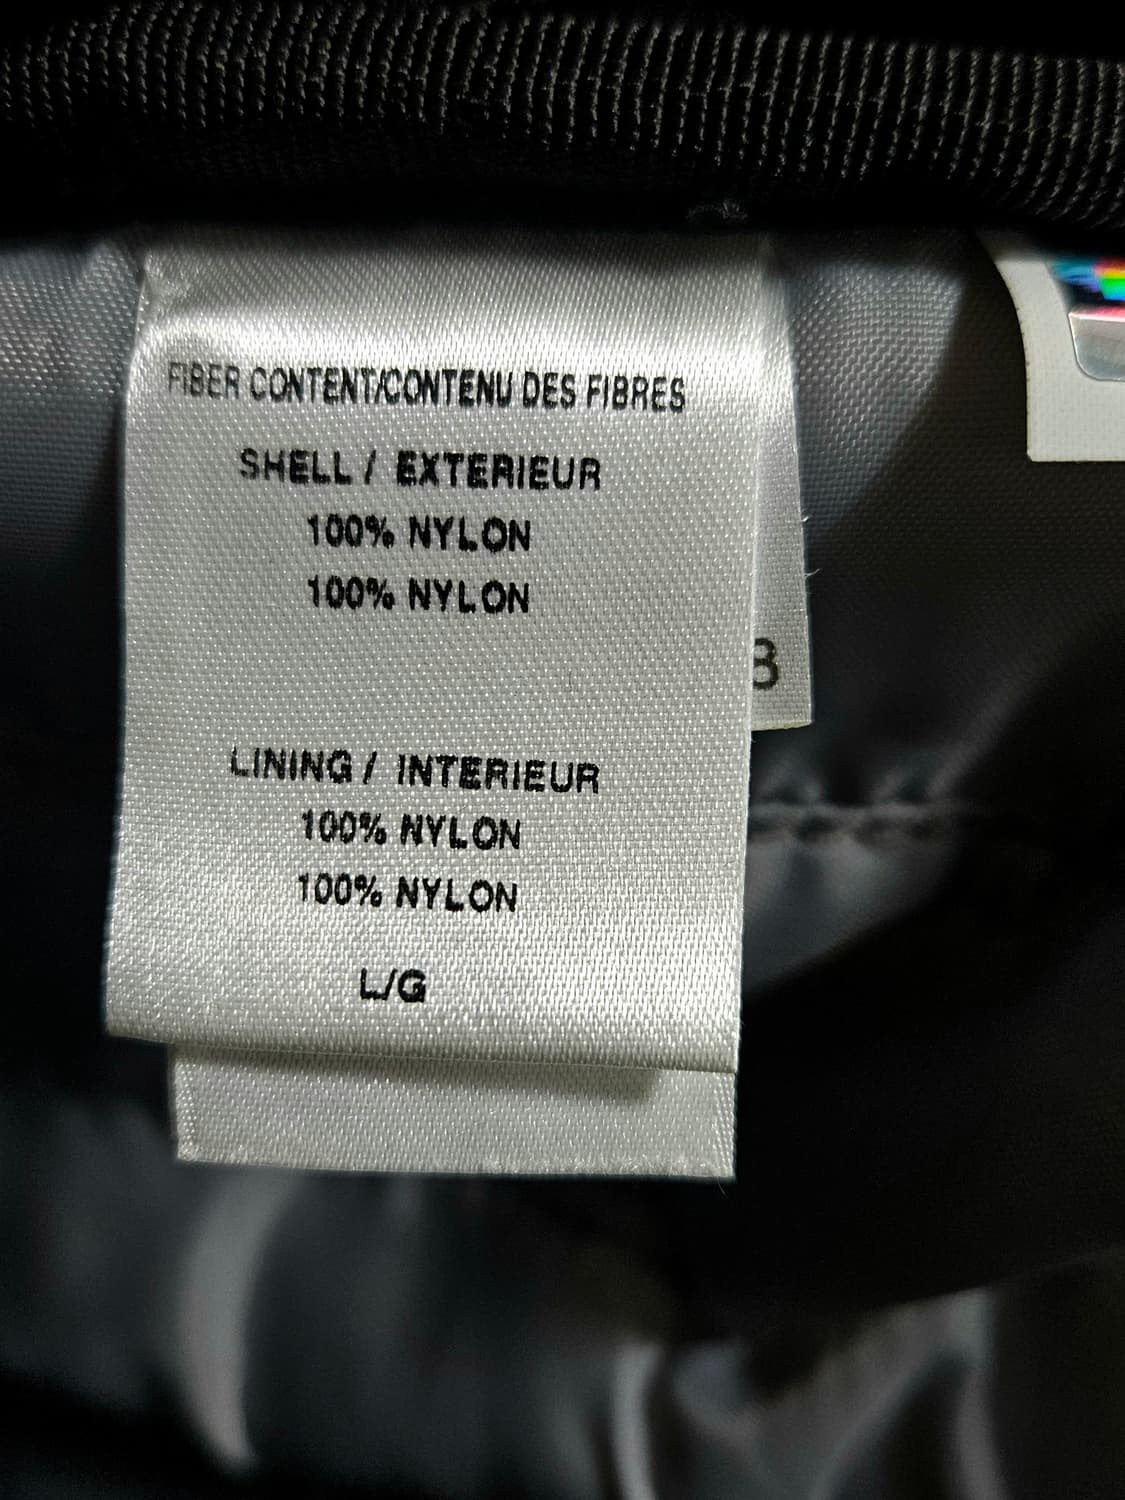 FIBER CONTENT/CONTENU DES FIBRES
SHELL / EXTERIEUR
100% NYLON
100% NYLON
LINING / INTERIEUR
100% NYLON
100% NYLON
L/G